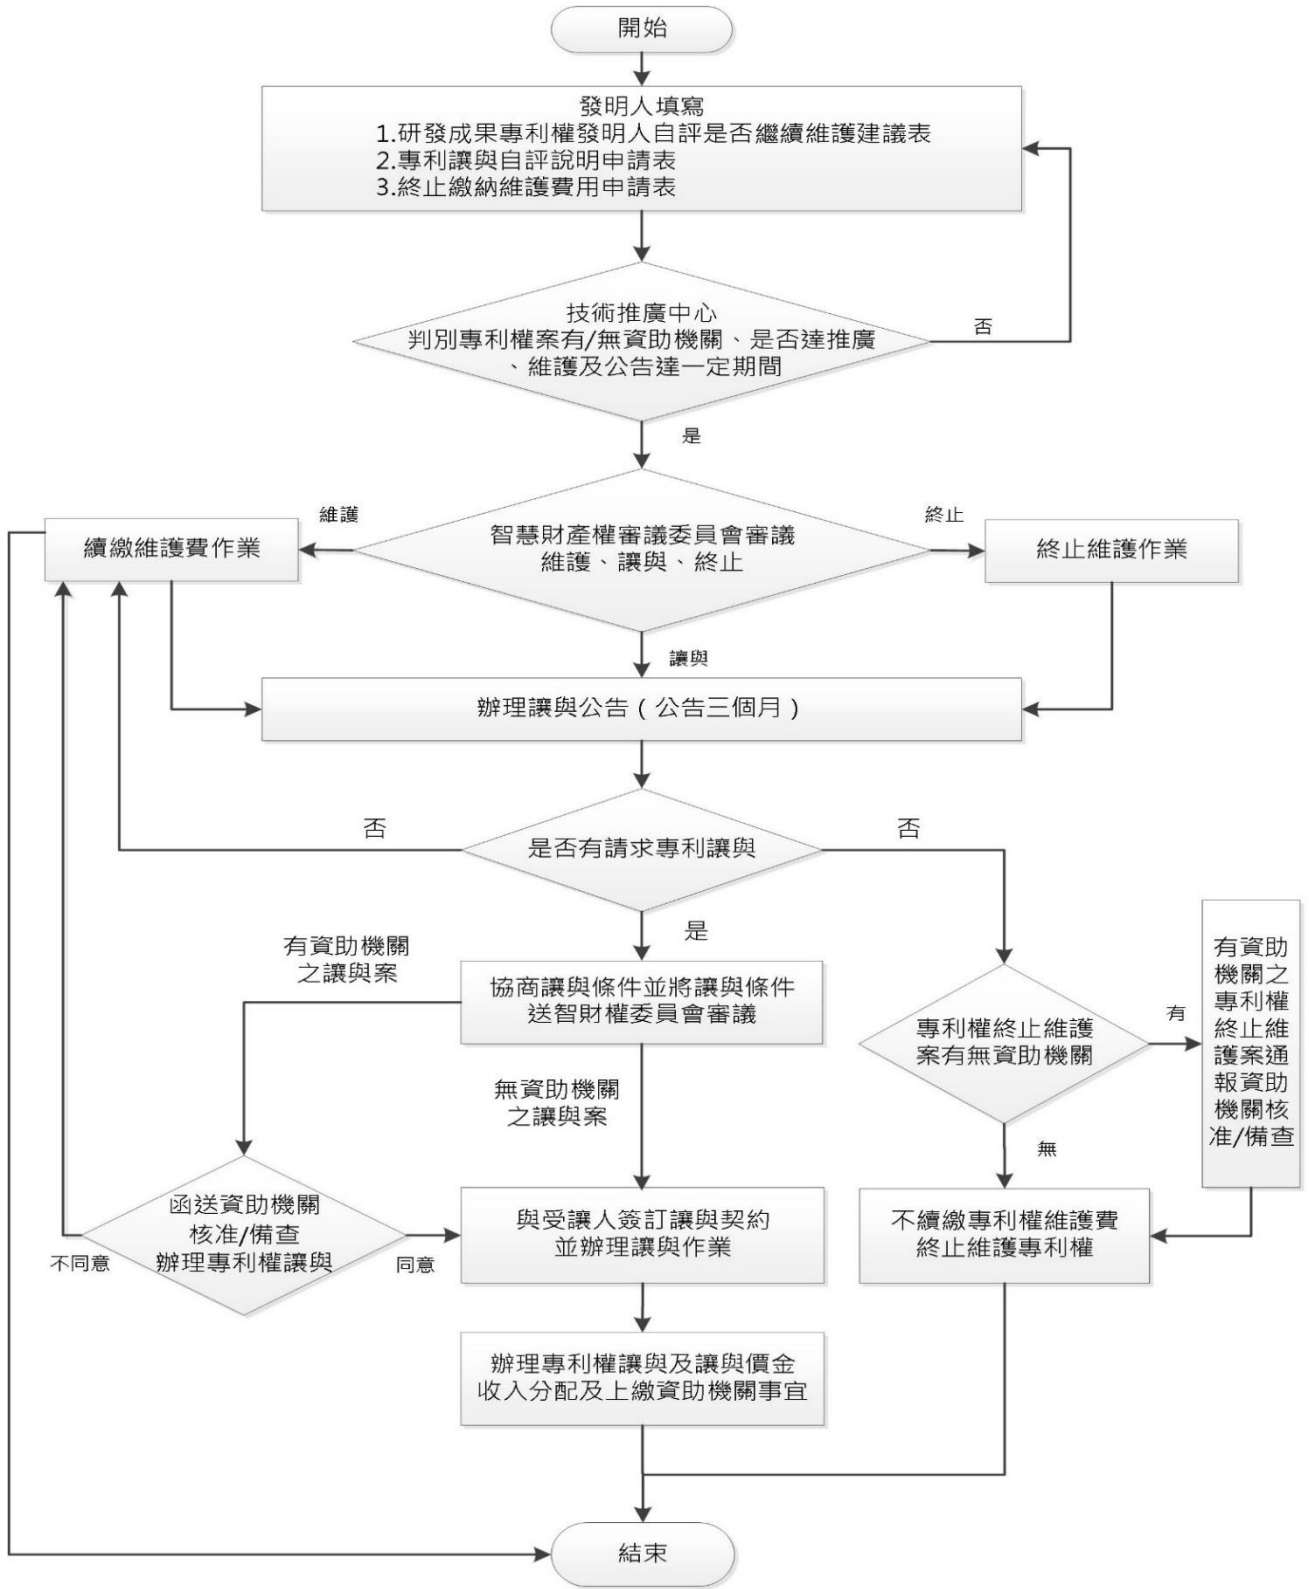 開始
發明人填寫
1.研發成果專利權發明人自評是否繼續維護建議表
2.專利讓與自評說明申請表
3.終止繳納維護費用申請表
技術推廣中心
判別專利權案有/無資助機關、是否達推廣
、維護及公告達一定期間
否
是
智慧財產權審議委員會審議
維護、讓與、終止
維護
終止
續繳維護費作業
終止維護作業
讓與
辦理讓與公告(公告三個月)
是否有請求專利讓與
否
否
是
有資助機關
之讓與案
協商讓與條件並將讓與條件
送智財權委員會審議
無資助機關
之讓與案
專利權終止維護
案有無資助機關
有
無
有資助
機關之
專利權
終止維
護案通
報資助
機關核
准/備查
函送資助機關
核准/備查
辦理專利權讓與
不同意
同意
與受讓人簽訂讓與契約
並辦理讓與作業
不續繳專利權維護費
終止維護專利權
辦理專利權讓與及讓與價金
收入分配及上繳資助機關事宜
結束